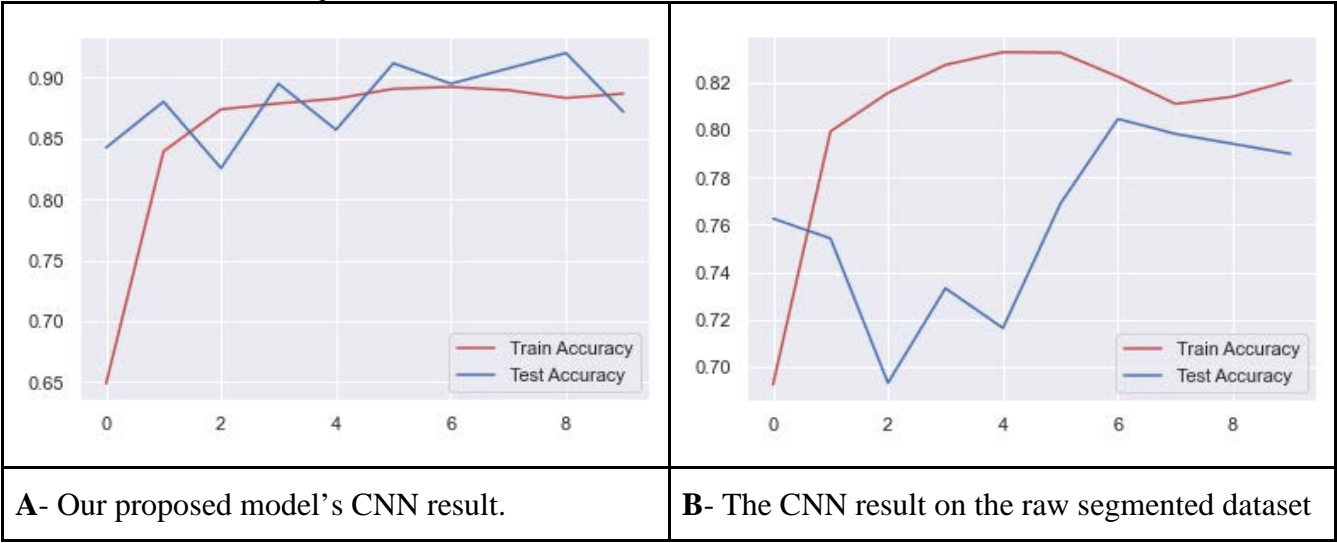 0.90
0.85
0.80
0.75
0.70
0.65
0 2 4 6 8
Train Accuracy
Test Accuracy
0.82
0.80
0.78
0.76
0.74
0.72
0.70
0 2 4 6 8
Train Accuracy
Test Accuracy
A- Our proposed model’s CNN result.
B- The CNN result on the raw segmented dataset